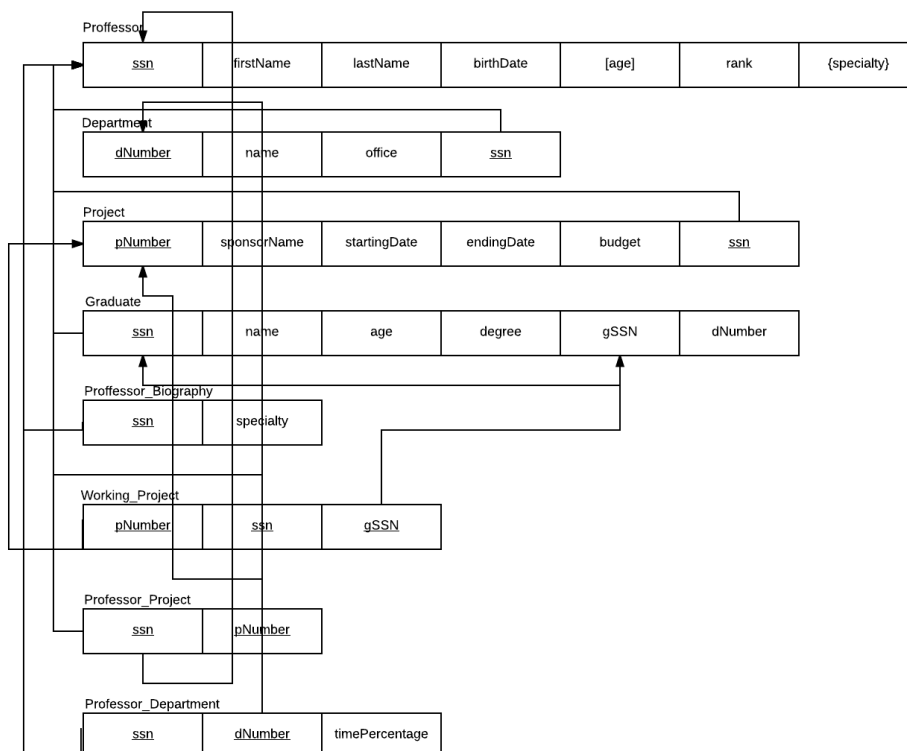 Proffessor
ssn firstName lastName birthDate [age] rank {specialty}
Department
dNumber name office ssn
Project
pNumber sponsorName startingDate endingDate budget ssn
Graduate
ssn name age degree gSSN dNumber
Proffessor_Biography
ssn specialty
Working_Project
pNumber ssn gSSN
Professor_Project
ssn pNumber
Professor_Department
ssn dNumber timePercentage